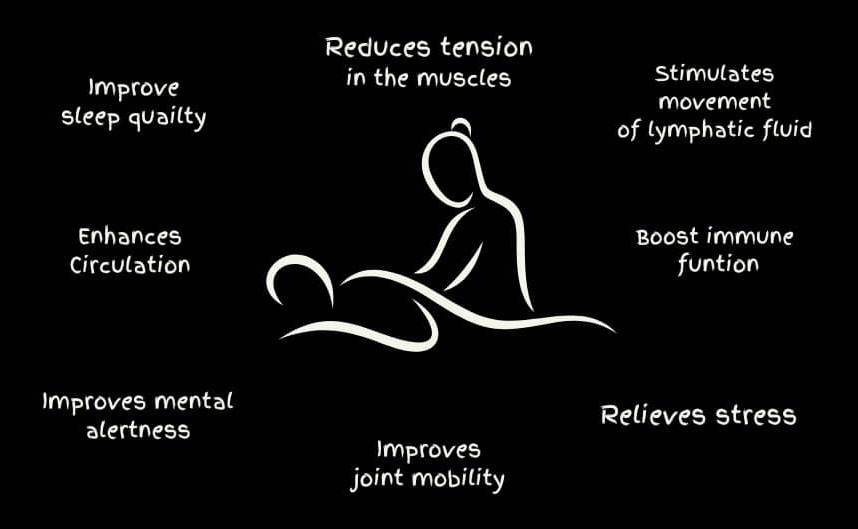 Reduces tension
in the muscles
Improve
sleep quailty
Stimulates
movement
of lymphatic fluid
Enhances
Circulation
Boost immune
funtion
Improves mental
alertness
Relieves stress
Improves
joint mobility